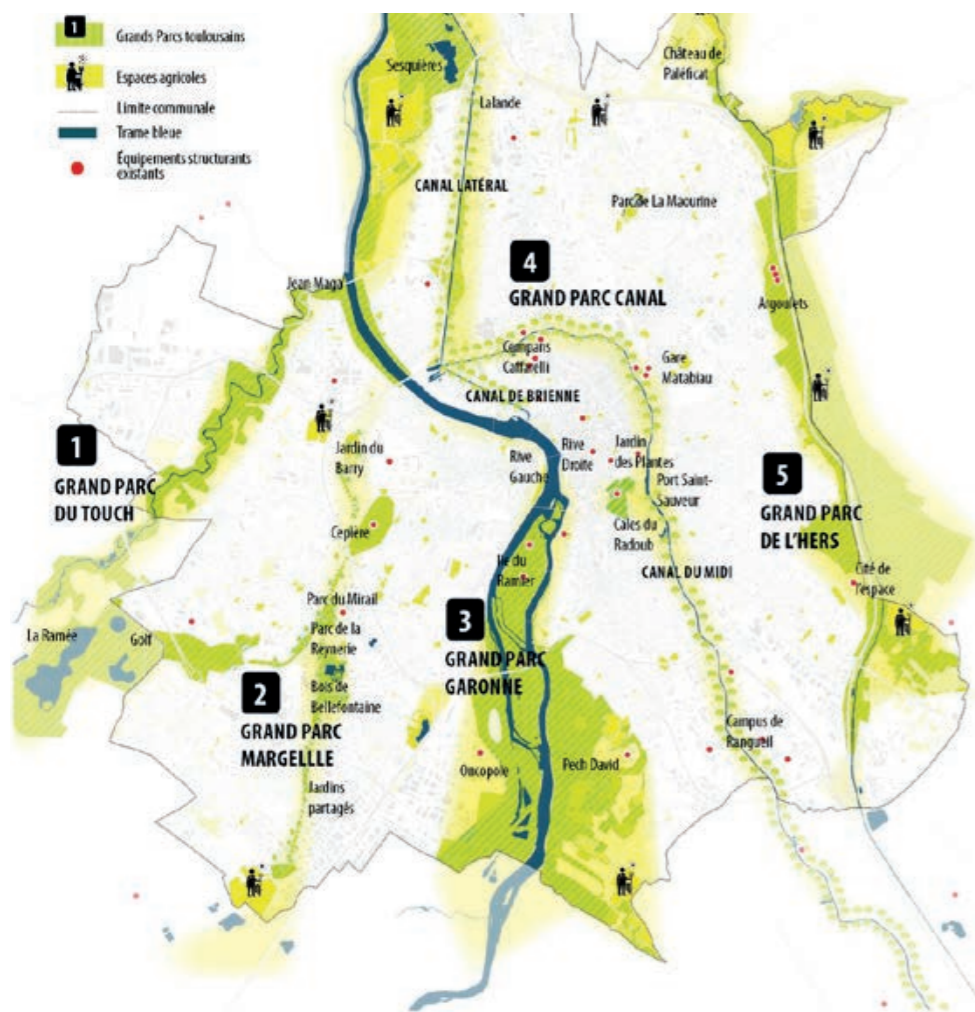 1
Grands Parcs toulousains
Espaces agricoles
Limite communale
Trame bleue
Équipements structurants
existants
Sesquières
Lalande
Château de
Paléficat
CANAL LATÉRAL
Parc de La Maourine
4
GRAND PARC CANAL
Jean Maga
Argoulets
Compans
Caffarelli
Gare
Matabiau
CANAL DE BRIENNE
1
GRAND PARC
DU TOUCH
Jardin du
Barry
Rive
Gauche
Rive
Droite
Jardin
des Plantes
Port Saint-
Sauveur
5
GRAND PARC
DE L'HERS
Cepière
Cales du
Radoub
CANAL DU MIDI
Ile du
Ramier
Cité de
l'espace
La Ramée
Golf
Parc du Mirail
Parc de la
Reynerie
Bois de
Bellefontaine
3
GRAND PARC
GARONNE
2
GRAND PARC
MARGELLLE
Oncopole
Pech David
Campus de
Rangueil
Jardins
partagés